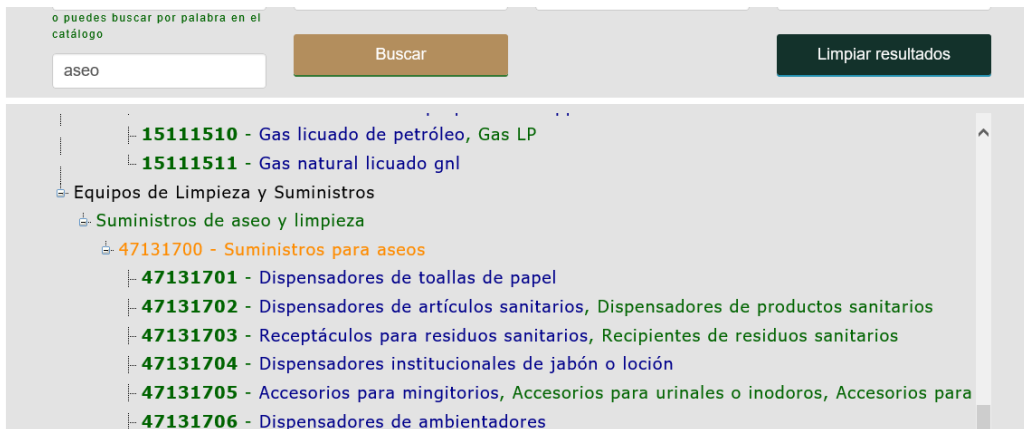 o puedes buscar por palabra en el
catálogo
aseo
Buscar
Limpiar resultados
15111510 - Gas licuado de petróleo, Gas LP
15111511 - Gas natural licuado gnl
Equipos de Limpieza y Suministros
Suministros de aseo y limpieza
47131700 - Suministros para aseos
47131701 - Dispensadores de toallas de papel
47131702 - Dispensadores de artículos sanitarios, Dispensadores de productos sanitarios
47131703 - Receptáculos para residuos sanitarios, Recipientes de residuos sanitarios
47131704 - Dispensadores institucionales de jabón o loción
47131705 - Accesorios para mingitorios, Accesorios para urinales o inodoros, Accesorios para
47131706 - Dispensadores de ambientadores